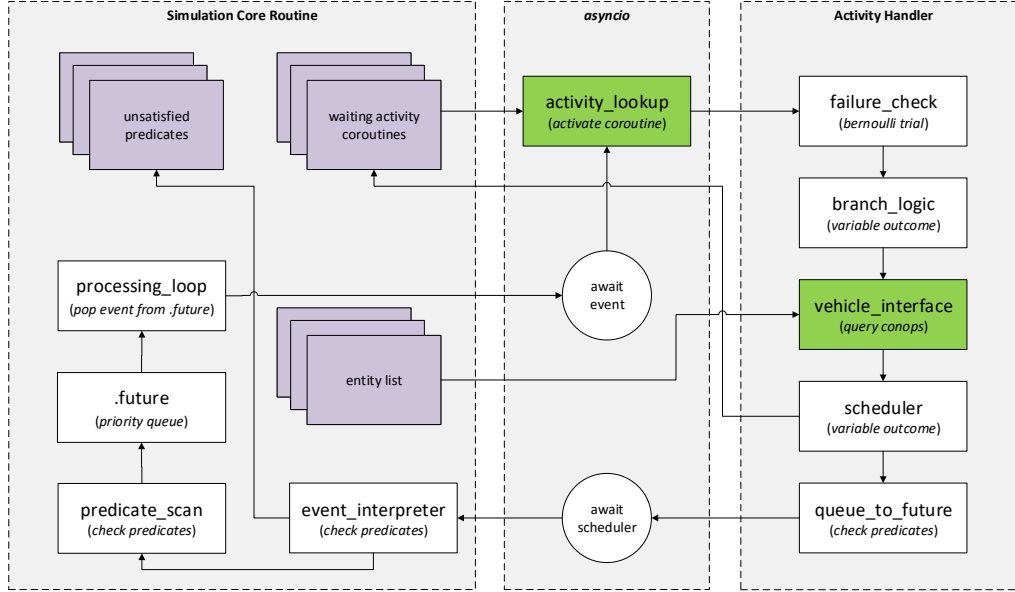 Simulation Core Routine
asyncio
Activity Handler
unsatisfied
predicates
waiting activity
coroutines
activity_lookup
(activate coroutine)
failure_check
(bernoulli trial)
branch_logic
(variable outcome)
processing_loop
(pop event from .future)
await
event
vehicle_interface
(query conops)
entity list
.future
(priority queue)
scheduler
(variable outcome)
predicate_scan
(check predicates)
event_interpreter
(check predicates)
await
scheduler
queue_to_future
(check predicates)